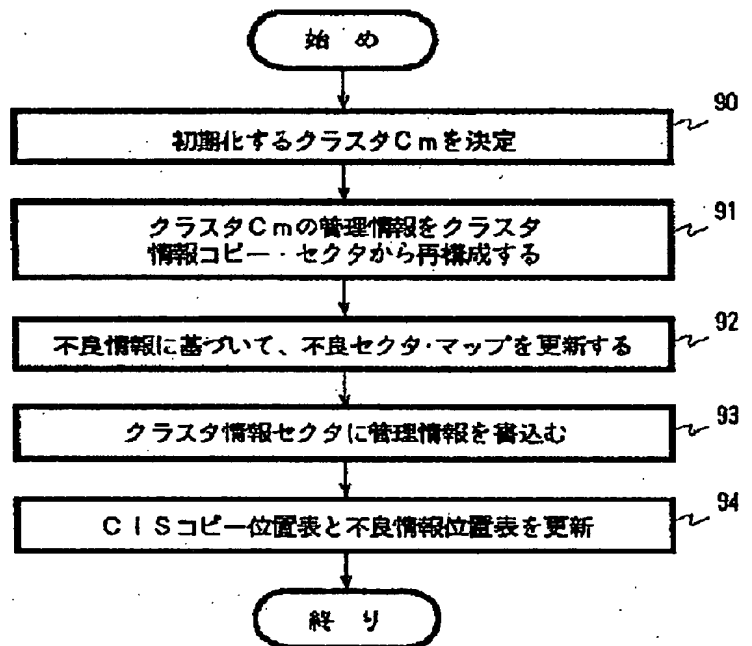 始 め
90
初期化するクラスタCmを決定
91
クラスタCmの管理情報をクラスタ
情報コピー・セクタから再構成する
92
不良情報に基づいて、不良セクタ・マップを更新する
93
クラスタ情報セクタに管理情報を書込む
94
CISコピー位置表と不良情報位置表を更新
終 り